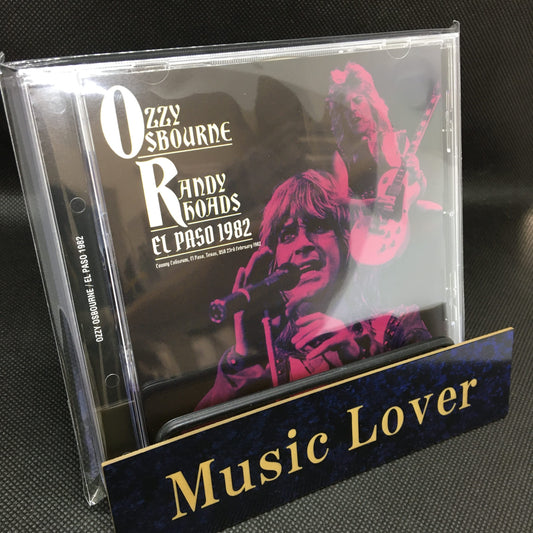 OZZY
OSBOURNE
RANDY
RHOADS
EL PASO 1982
County Coliseum, El Paso, Texas, USA 23rd February 1982
OZZY OSBOURNE / EL PASO 1982
Music Lover